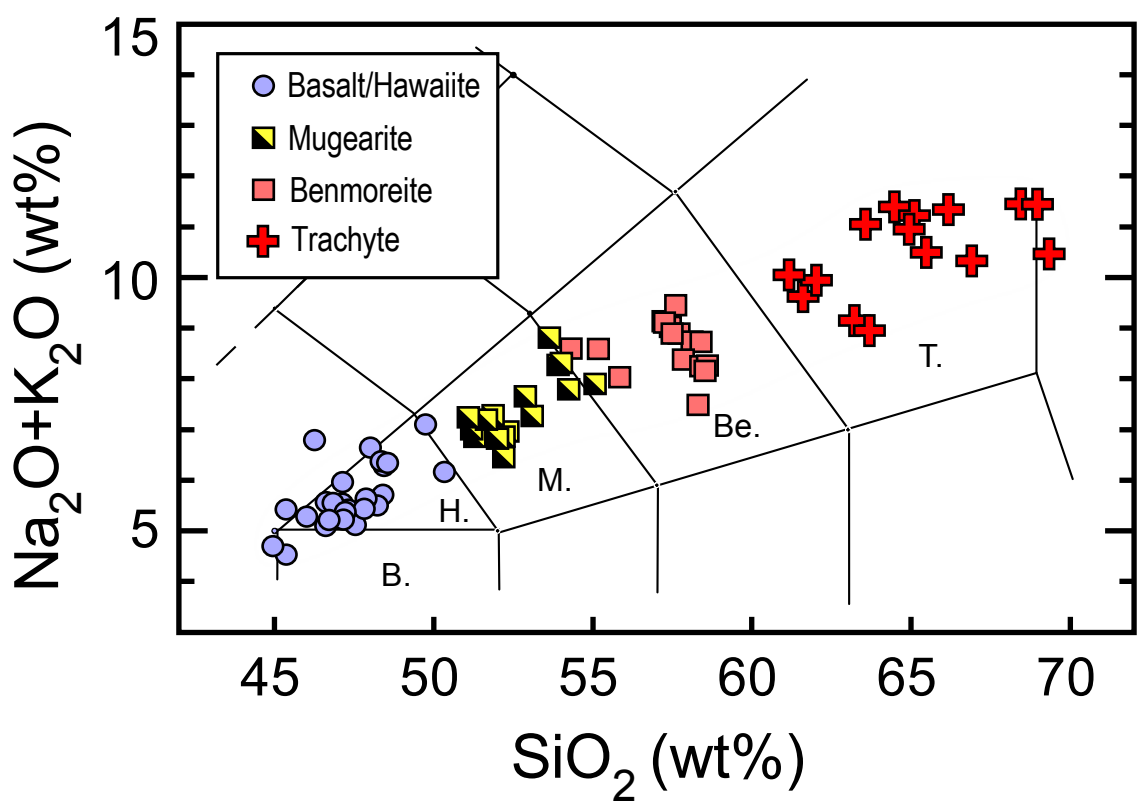 15
10
5
Na₂O+K₂O (wt%)
Basalt/Hawaiite
Mugearite
Benmoreite
Trachyte
T.
Be.
M.
H.
B.
45 50 55 60 65 70
SiO₂ (wt%)